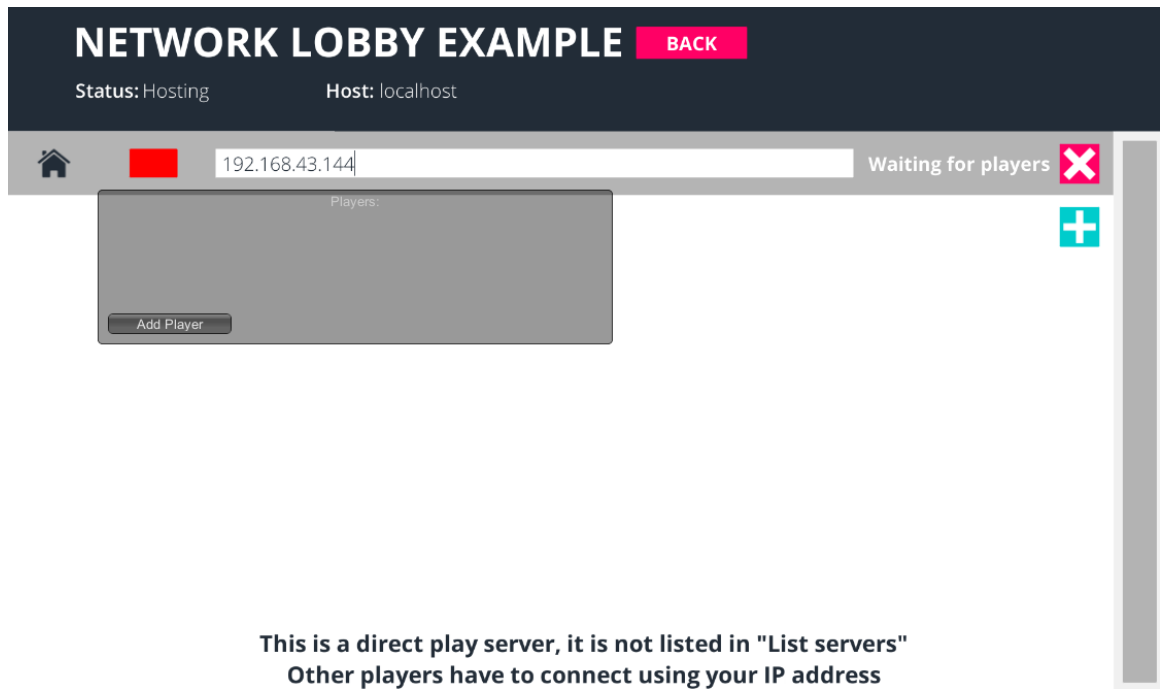 NETWORK LOBBY EXAMPLE BACK
Status: Hosting Host: localhost
192.168.43.144 Waiting for players
Players:
Add Player
This is a direct play server, it is not listed in "List servers"
Other players have to connect using your IP address